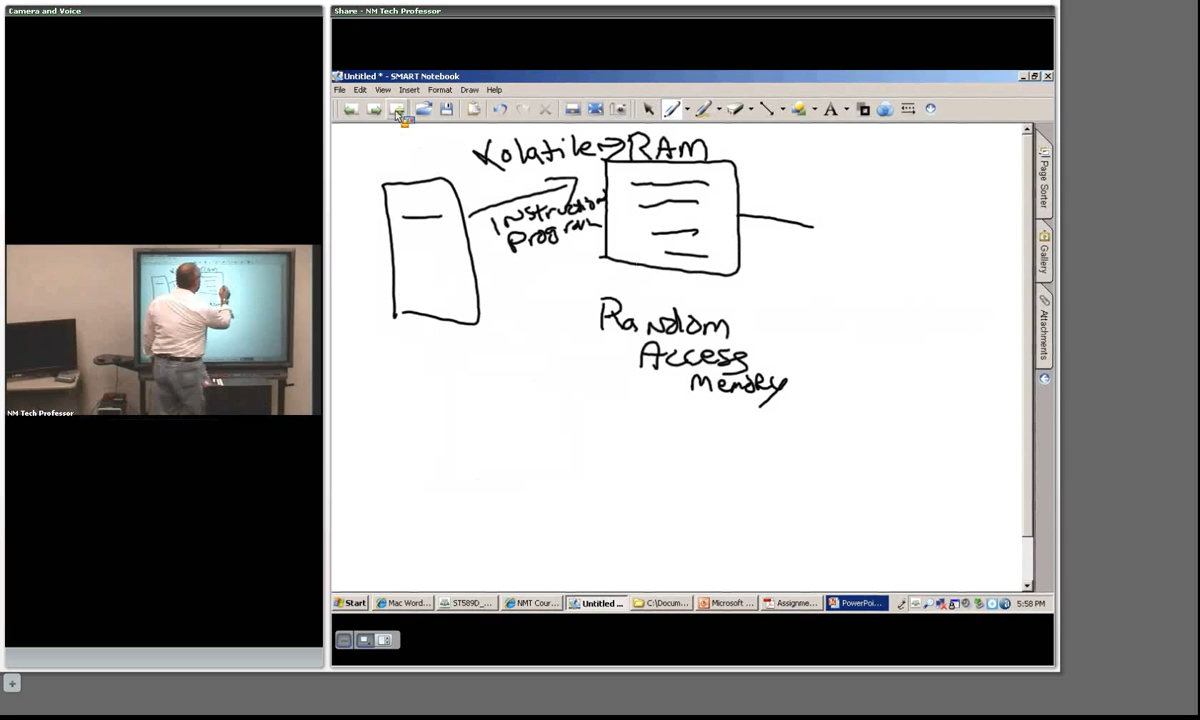 Camera and Voice
Share - NM Tech Professor
Untitled * - SMART Notebook
File Edit View Insert Format Draw Help
Volatile → RAM
Instruction
Program
Random
Access
Memory
NM Tech Professor
Page Sorter
Gallery
Attachments
Start Mac Word... ST589D_... NMT Cour... Untitled ... C:\Docum... Microsoft ... Assignme... PowerPoi... 5:58 PM